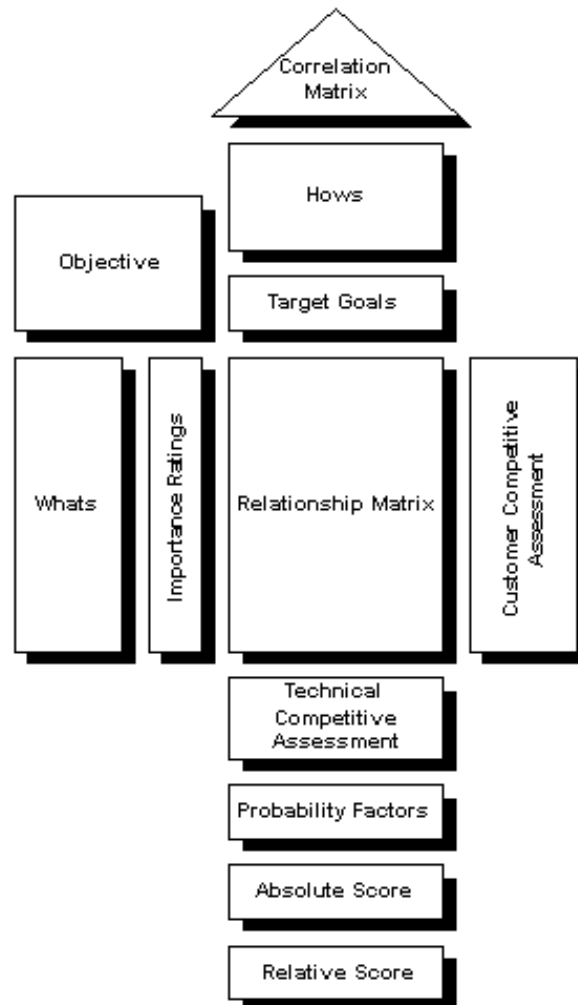 Correlation
Matrix
Hows
Objective
Target Goals
Whats
Importance Ratings
Relationship Matrix
Customer Competitive
Assessment
Technical
Competitive
Assessment
Probability Factors
Absolute Score
Relative Score